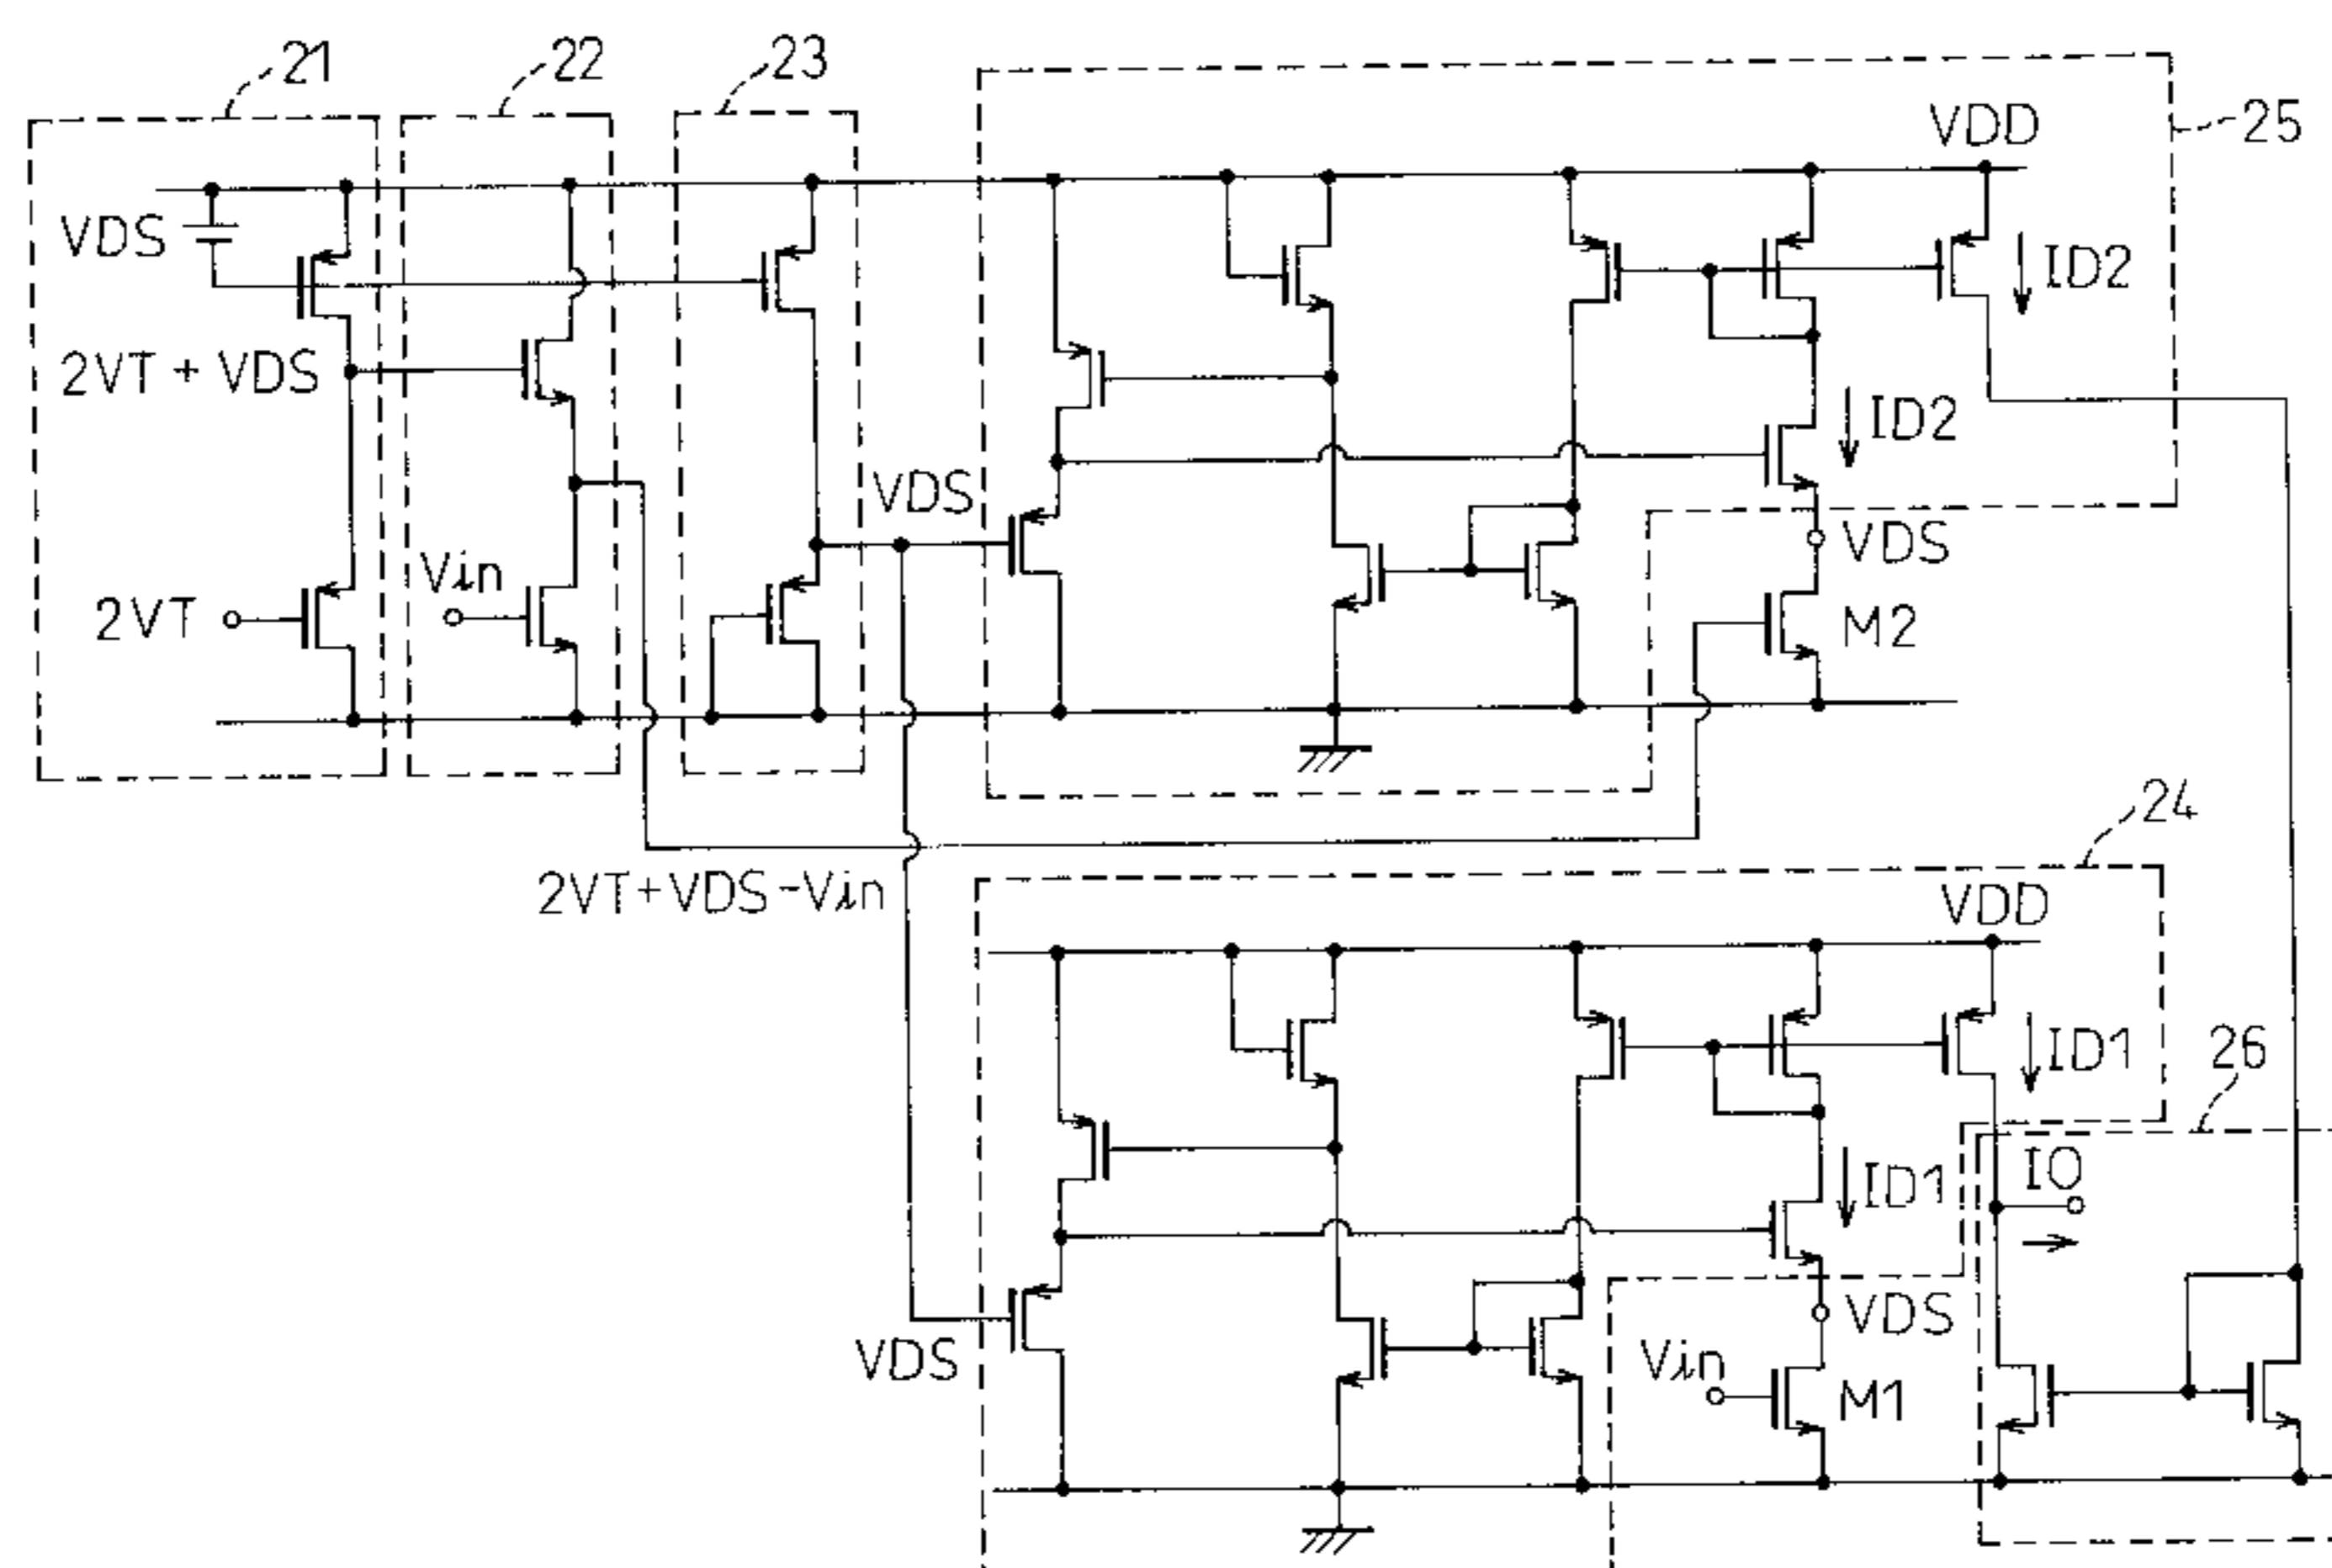 21
22
23
25
VDD
VDS
ID2
2VT + VDS
ID2
VDS
VDS
Vin
2VT
M2
24
2VT+VDS-Vin
VDD
ID1
26
ID1
IO
VDS
VDS
Vin
M1